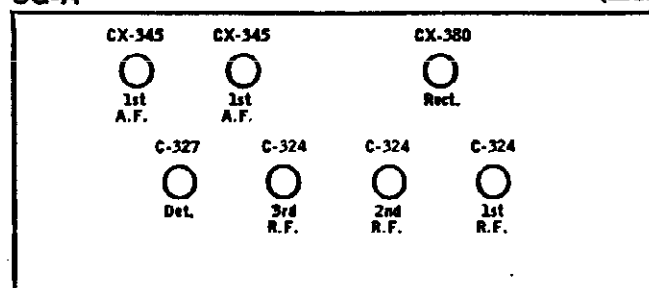 CX-345 CX-345 CX-380
1st 1st Rect.
A.F. A.F.
C-327 C-324 C-324 C-324
Det. 3rd 2nd 1st
R.F. R.F. R.F.